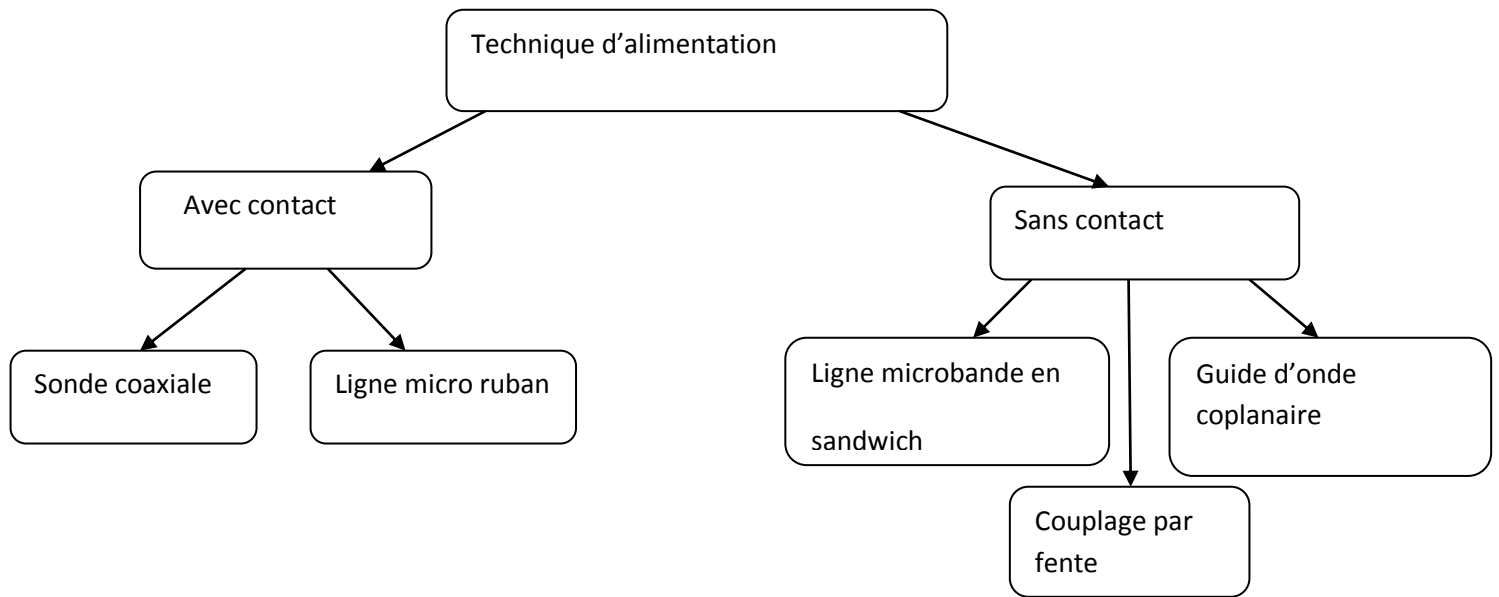 Technique d’alimentation
Avec contact
Sans contact
Sonde coaxiale
Ligne micro ruban
Ligne microbande en
sandwich
Guide d’onde
coplanaire
Couplage par
fente